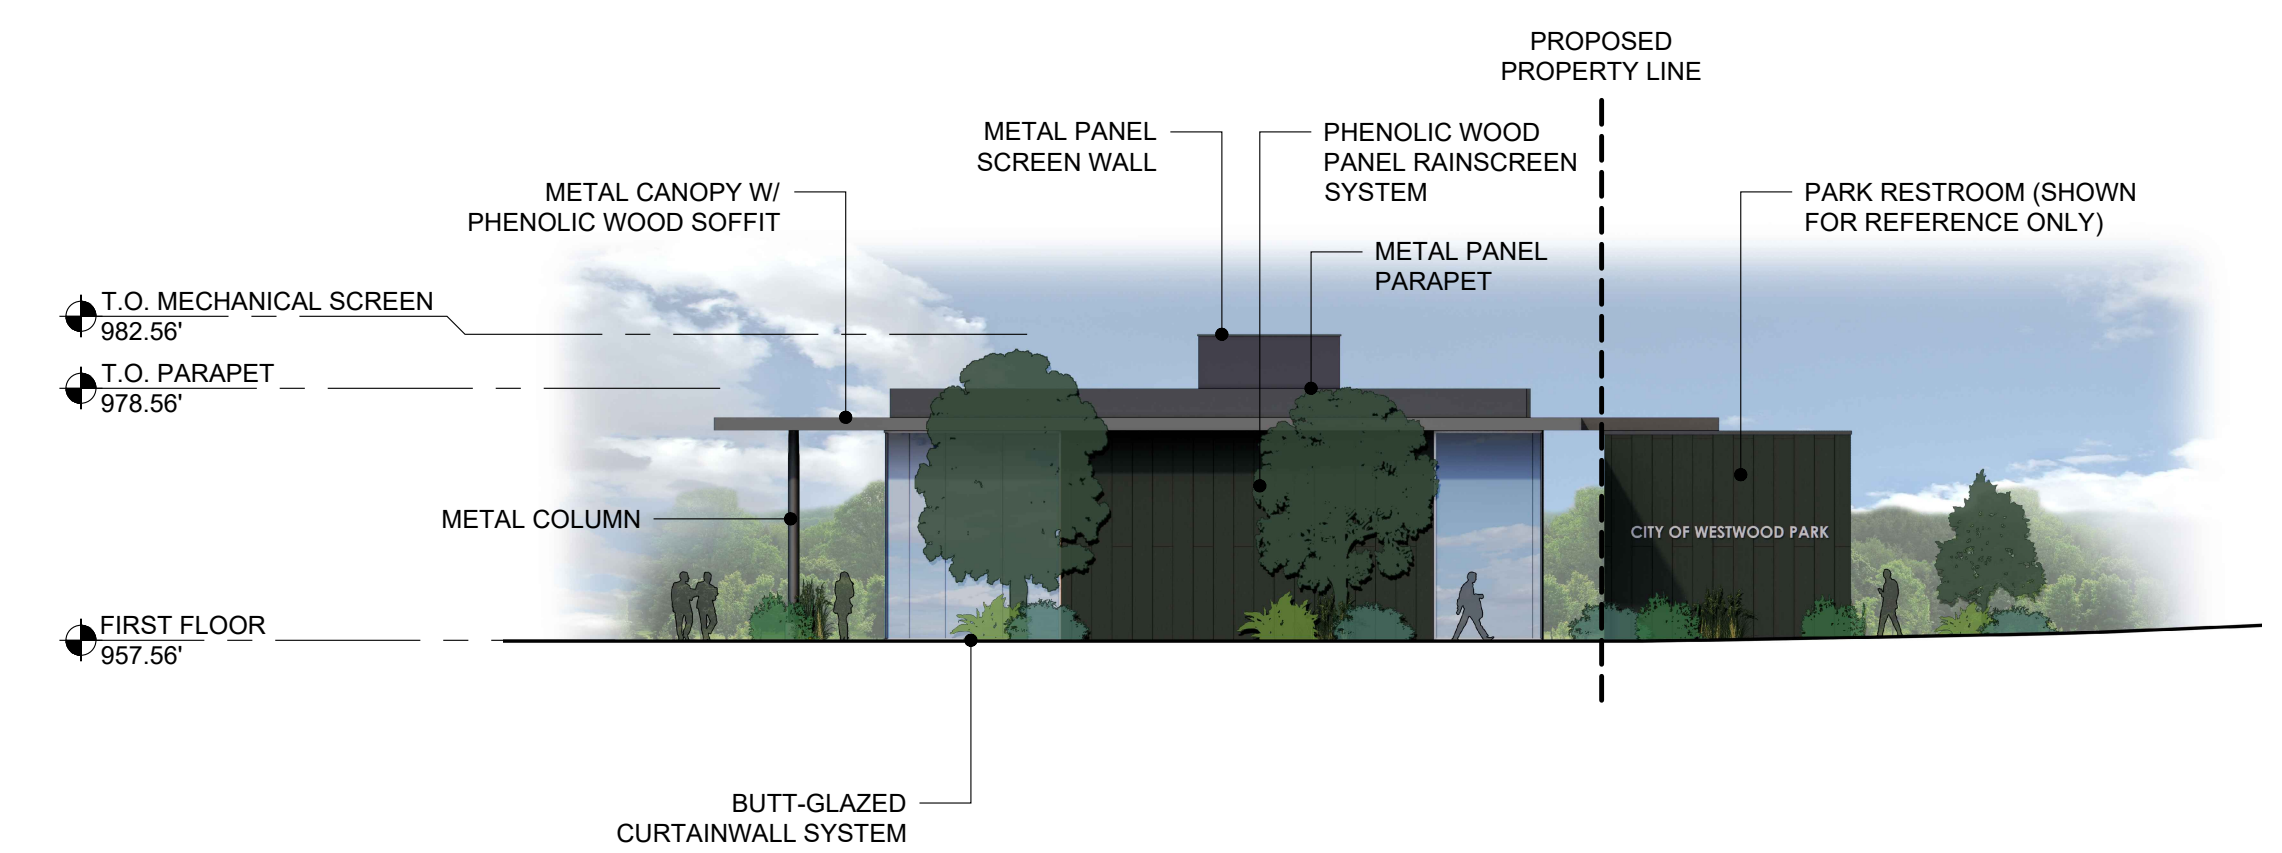 PROPOSED
PROPERTY LINE
METAL PANEL
SCREEN WALL
PHENOLIC WOOD
PANEL RAINSCREEN
SYSTEM
METAL CANOPY W/
PHENOLIC WOOD SOFFIT
PARK RESTROOM (SHOWN
FOR REFERENCE ONLY)
METAL PANEL
PARAPET
T.O. MECHANICAL SCREEN
982.56'
T.O. PARAPET
978.56'
METAL COLUMN
CITY OF WESTWOOD PARK
FIRST FLOOR
957.56'
BUTT-GLAZED
CURTAINWALL SYSTEM